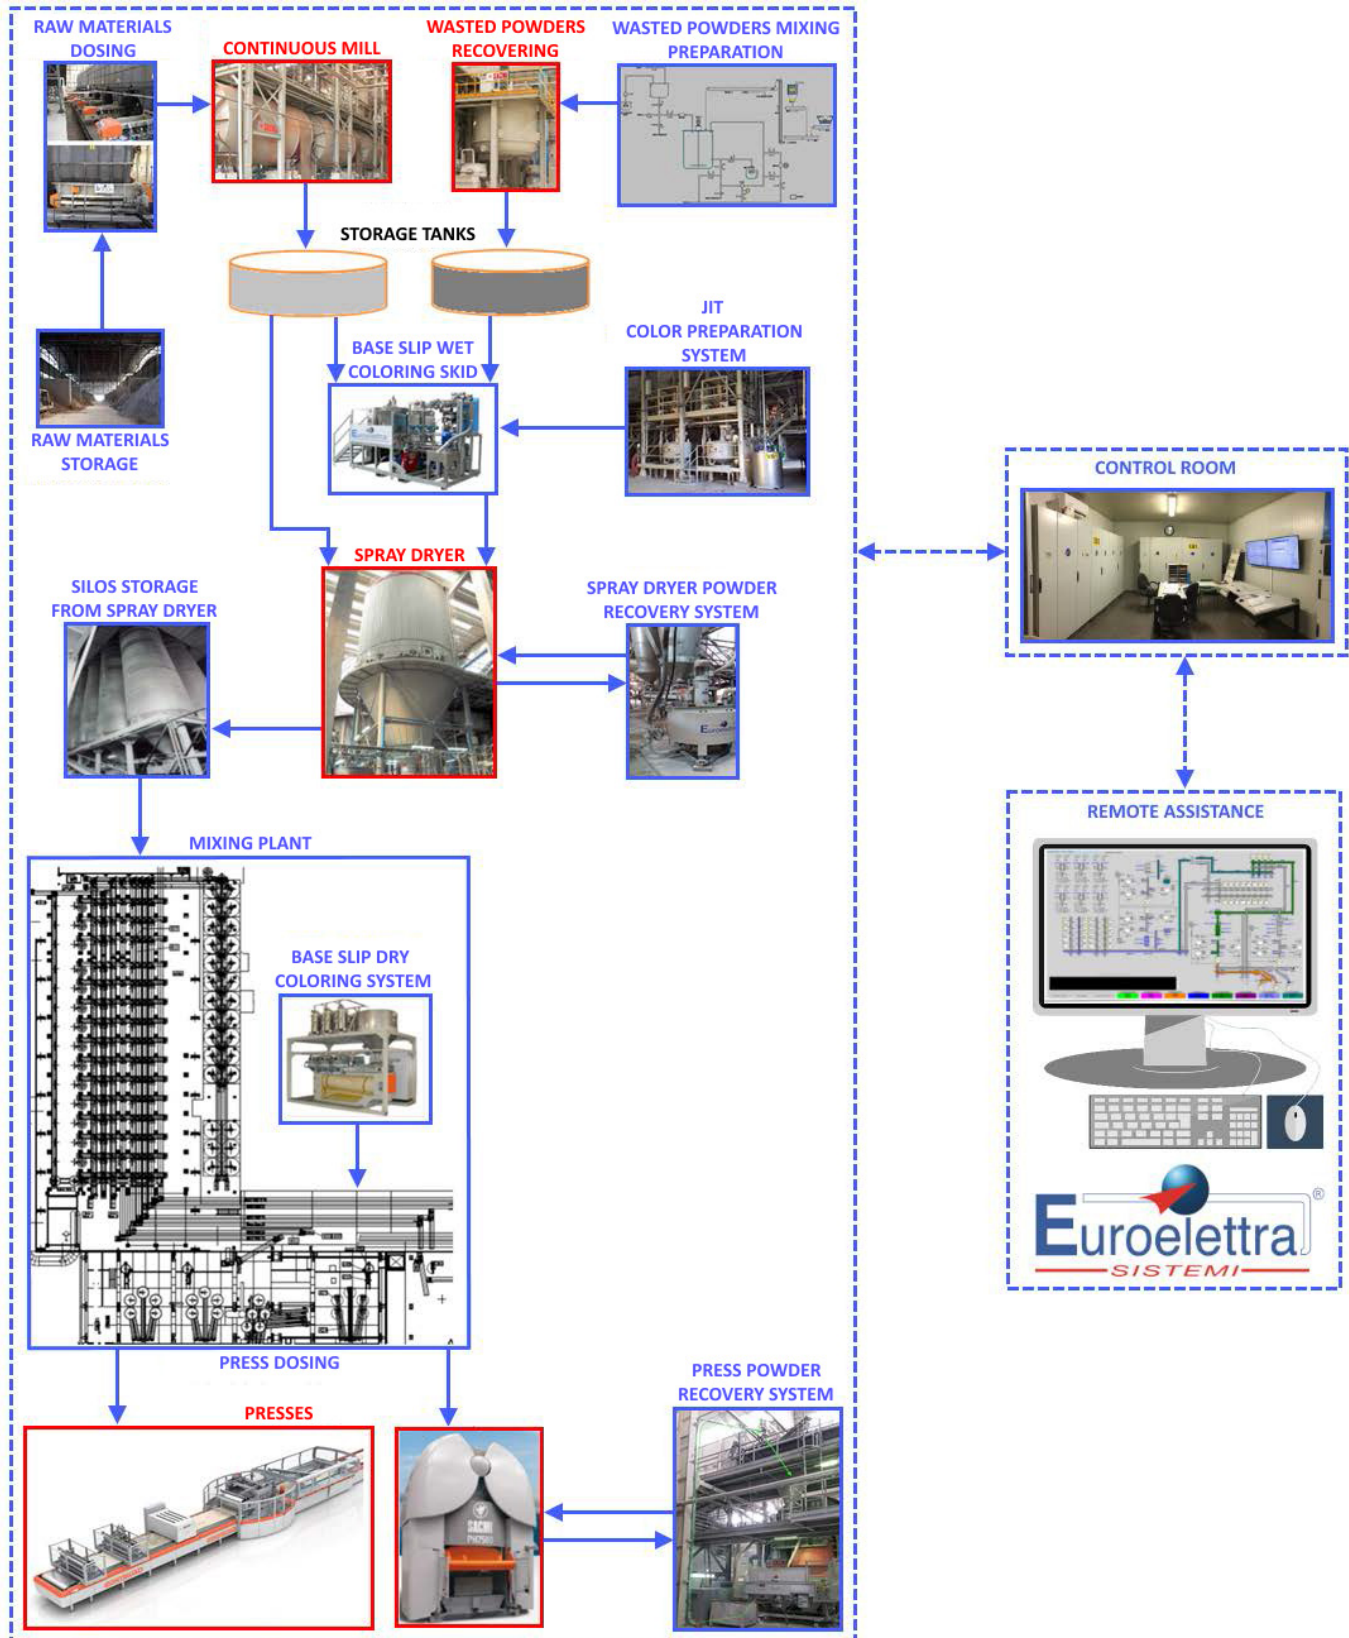 RAW MATERIALS
DOSING
CONTINUOUS MILL
WASTED POWDERS
RECOVERING
WASTED POWDERS MIXING
PREPARATION
STORAGE TANKS
JIT
COLOR PREPARATION
SYSTEM
BASE SLIP WET
COLORING SKID
RAW MATERIALS
STORAGE
CONTROL ROOM
SPRAY DRYER
SILOS STORAGE
FROM SPRAY DRYER
SPRAY DRYER POWDER
RECOVERY SYSTEM
Euroelettra
REMOTE ASSISTANCE
MIXING PLANT
BASE SLIP DRY
COLORING SYSTEM
Euroelettra®
SISTEMI
PRESS DOSING
PRESS POWDER
RECOVERY SYSTEM
PRESSES
SACMI